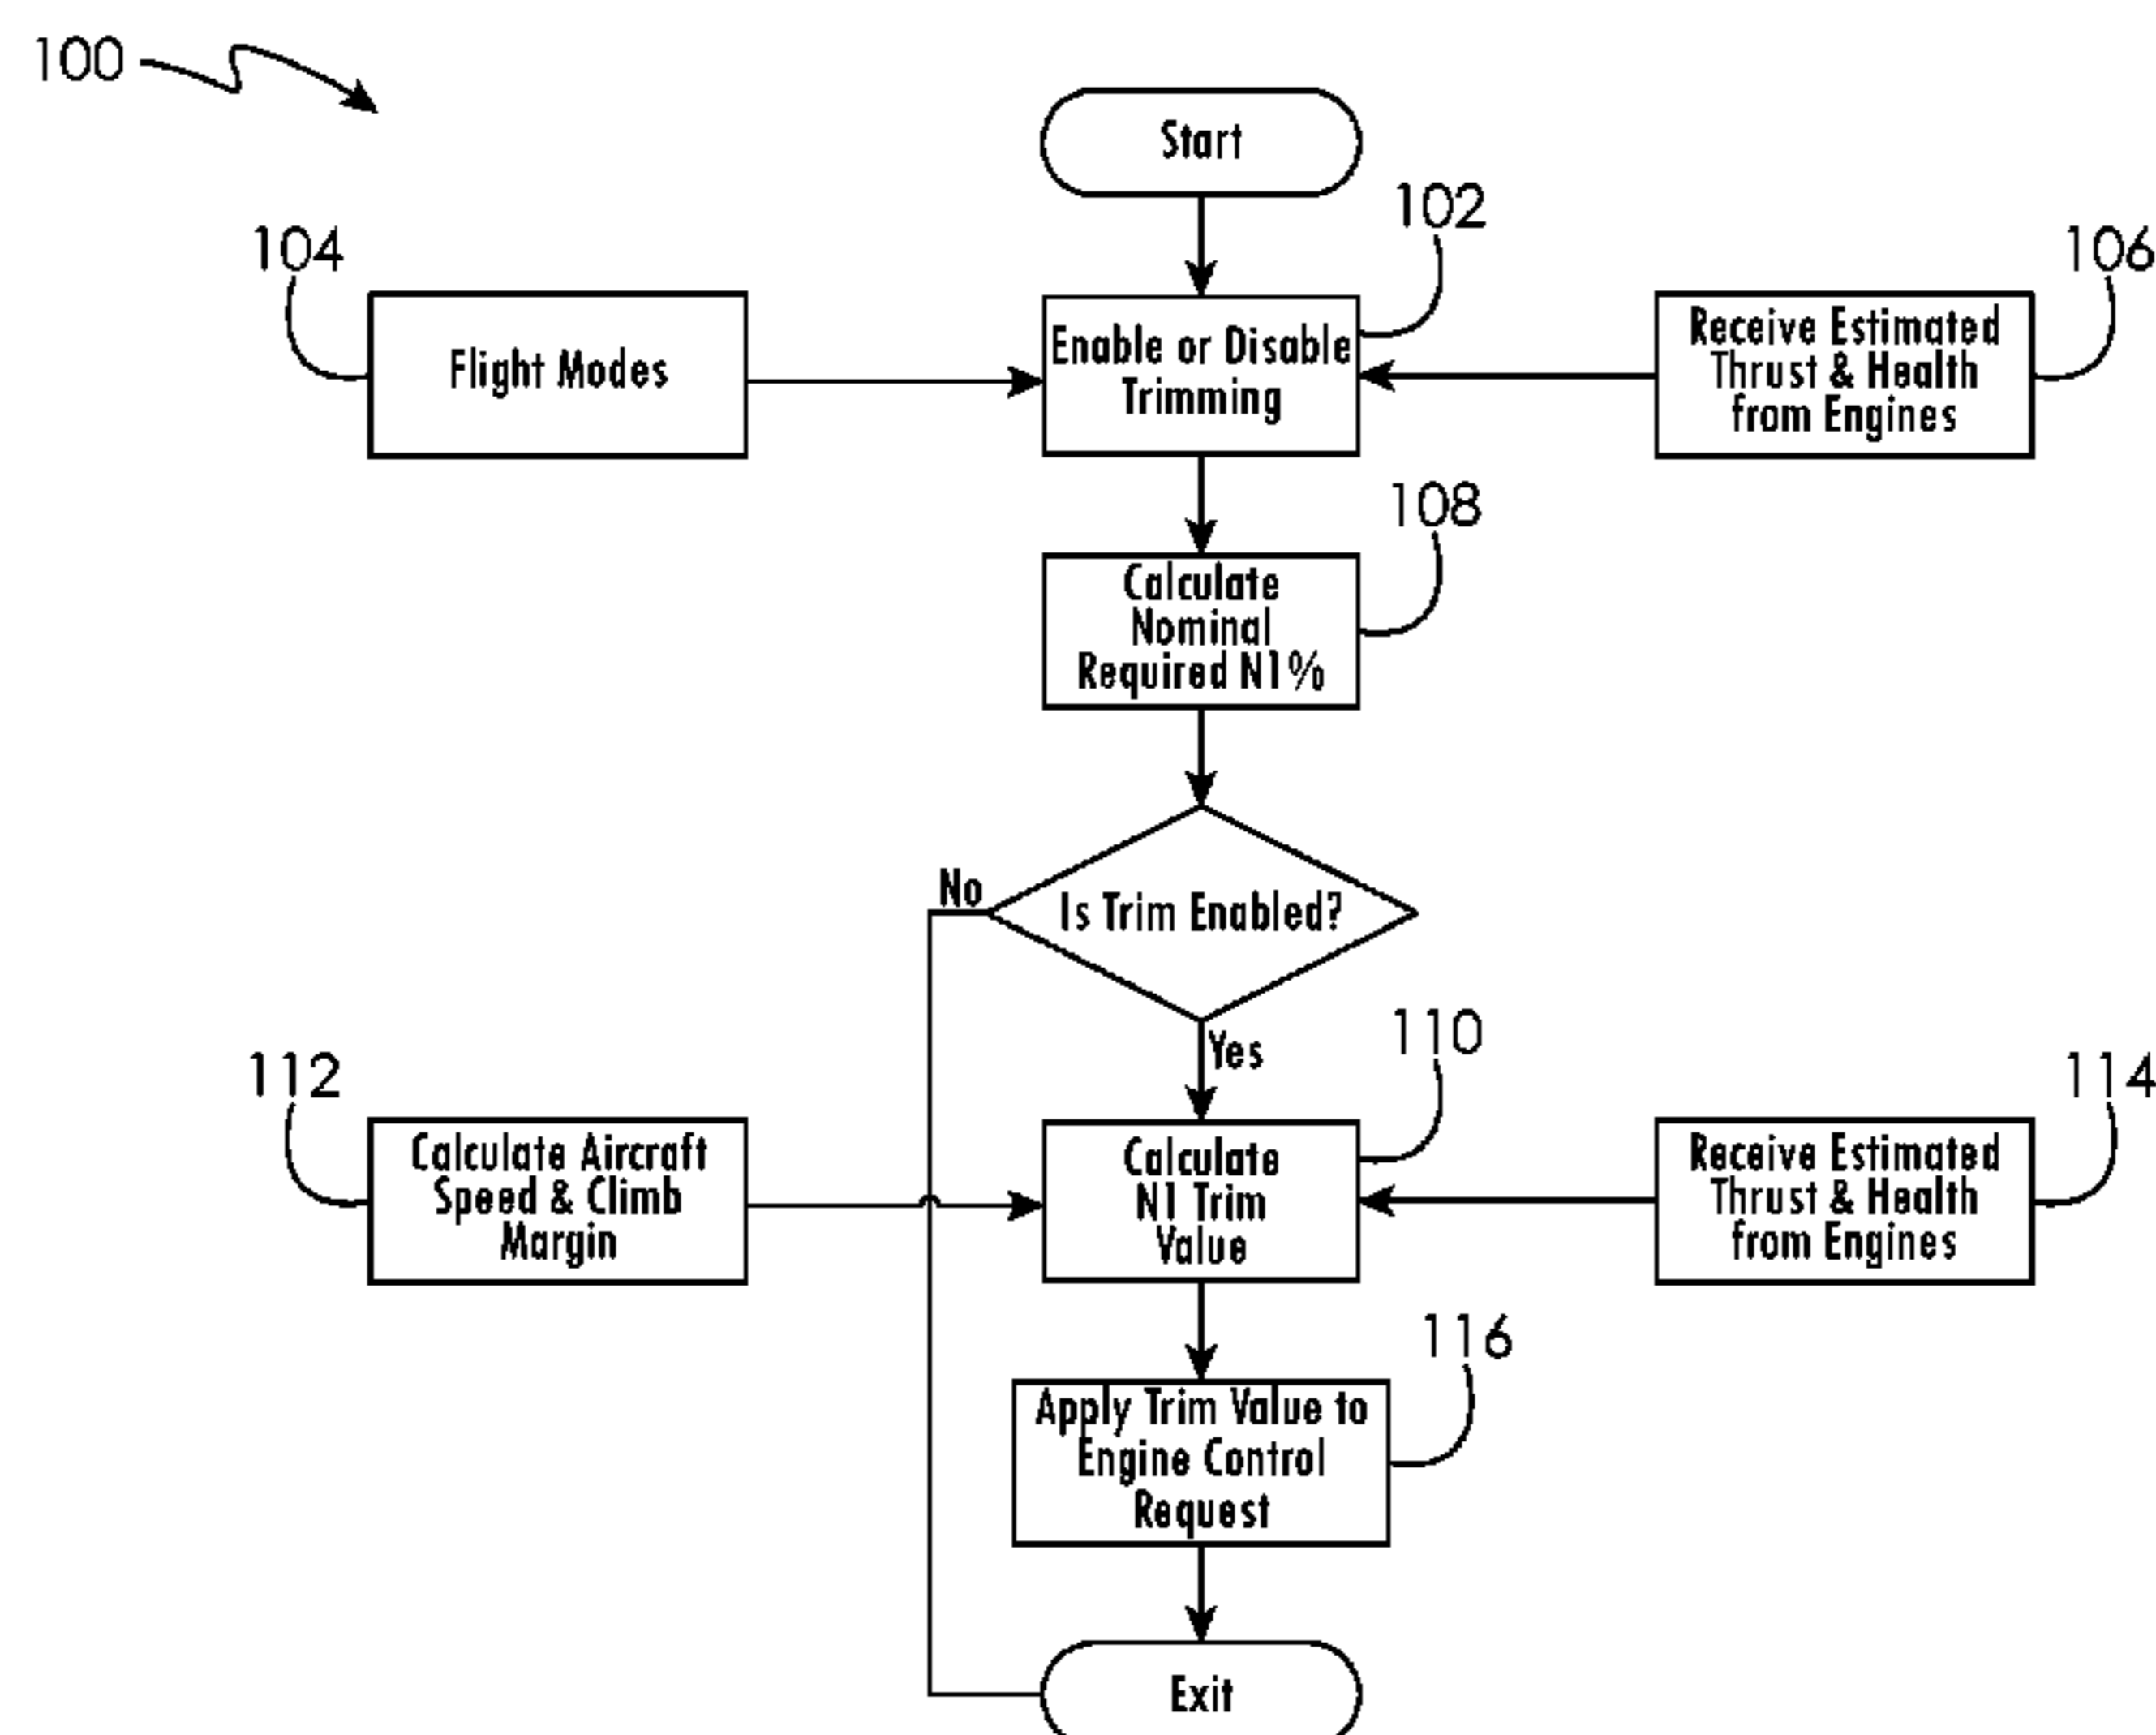 100
Start
102
104
106
Flight Modes
Enable or Disable
Trimming
Receive Estimated
Thrust & Health
from Engines
108
Calculate
Nominal
Required N1%
No
Is Trim Enabled?
Yes
110
112
114
Calculate Aircraft
Speed & Climb
Margin
Calculate
N1 Trim
Value
Receive Estimated
Thrust & Health
from Engines
116
Apply Trim Value to
Engine Control
Request
Exit